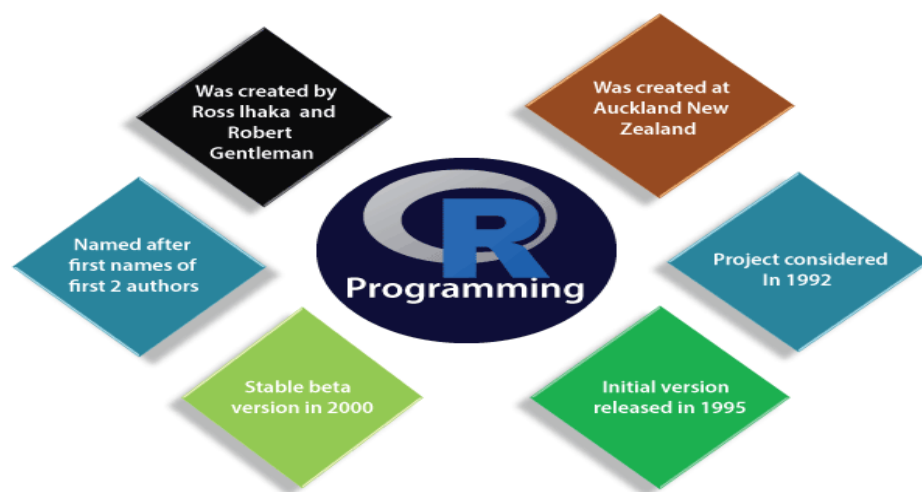 Was created by
Ross Ihaka and
Robert
Gentleman
Was created at
Auckland New
Zealand
Named after
first names of
first 2 authors
R
Programming
Project considered
In 1992
Stable beta
version in 2000
Initial version
released in 1995